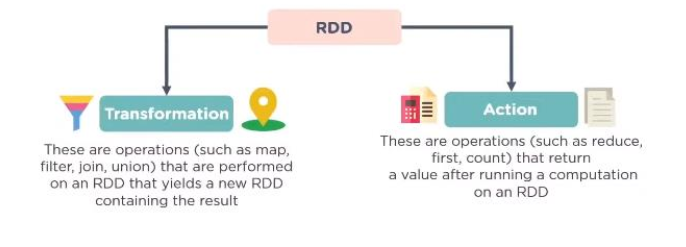 RDD
Transformation
These are operations (such as map,
filter, join, union) that are performed
on an RDD that yields a new RDD
containing the result
Action
These are operations (such as reduce,
first, count) that return
a value after running a computation
on an RDD